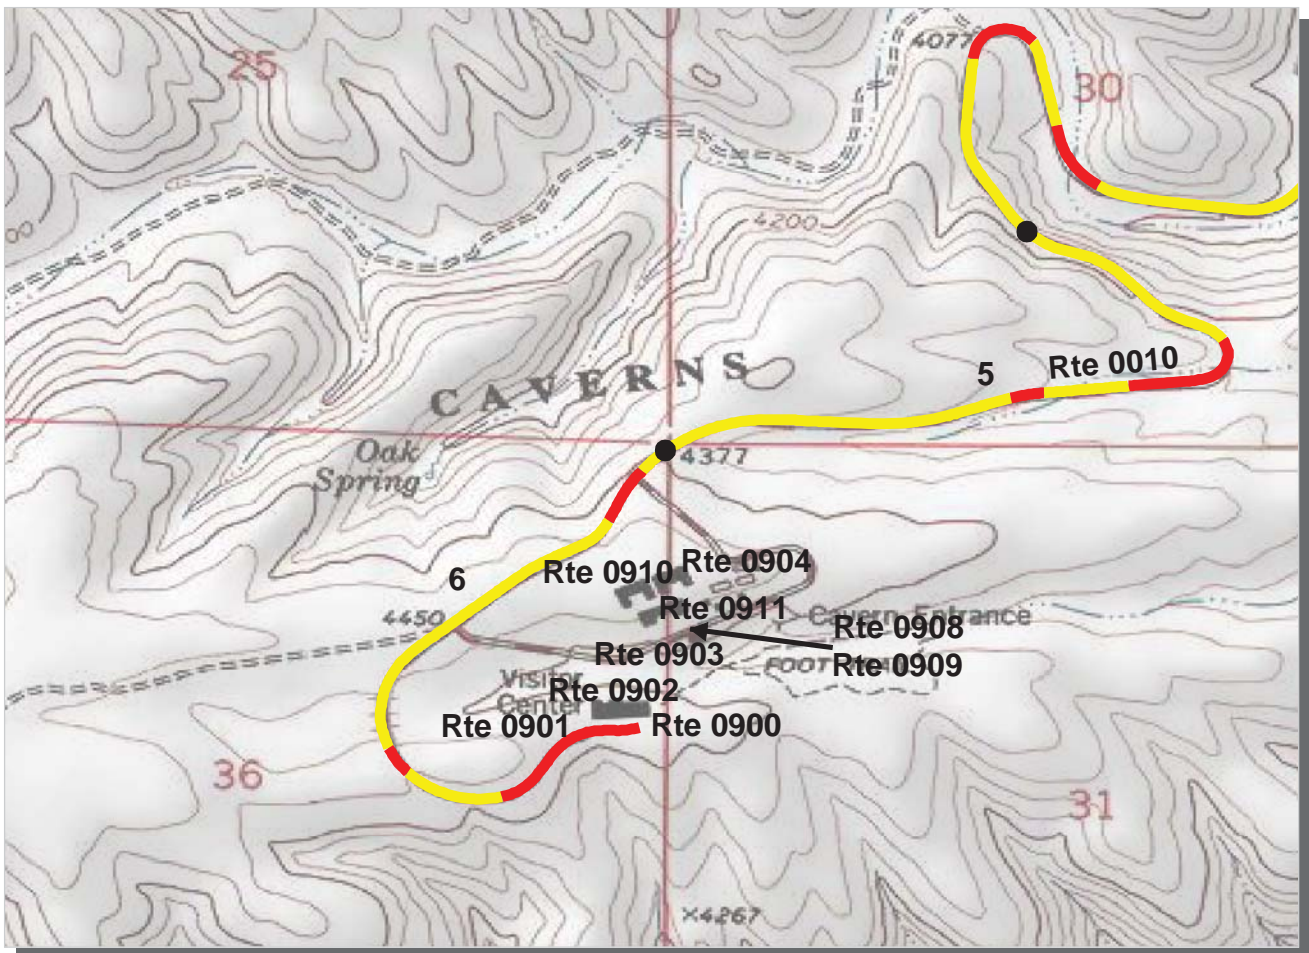 25
4077
30
4200
00
CAVERNS
5
Rte 0010
Oak
Spring
4377
6
Rte 0910
Rte 0904
Rte 0911
4450
Cavern Entrance
Rte 0908
Rte 0903
FOOT
Rte 0909
Visitor
Center
Rte 0902
Rte 0901
Rte 0900
36
31
×4267